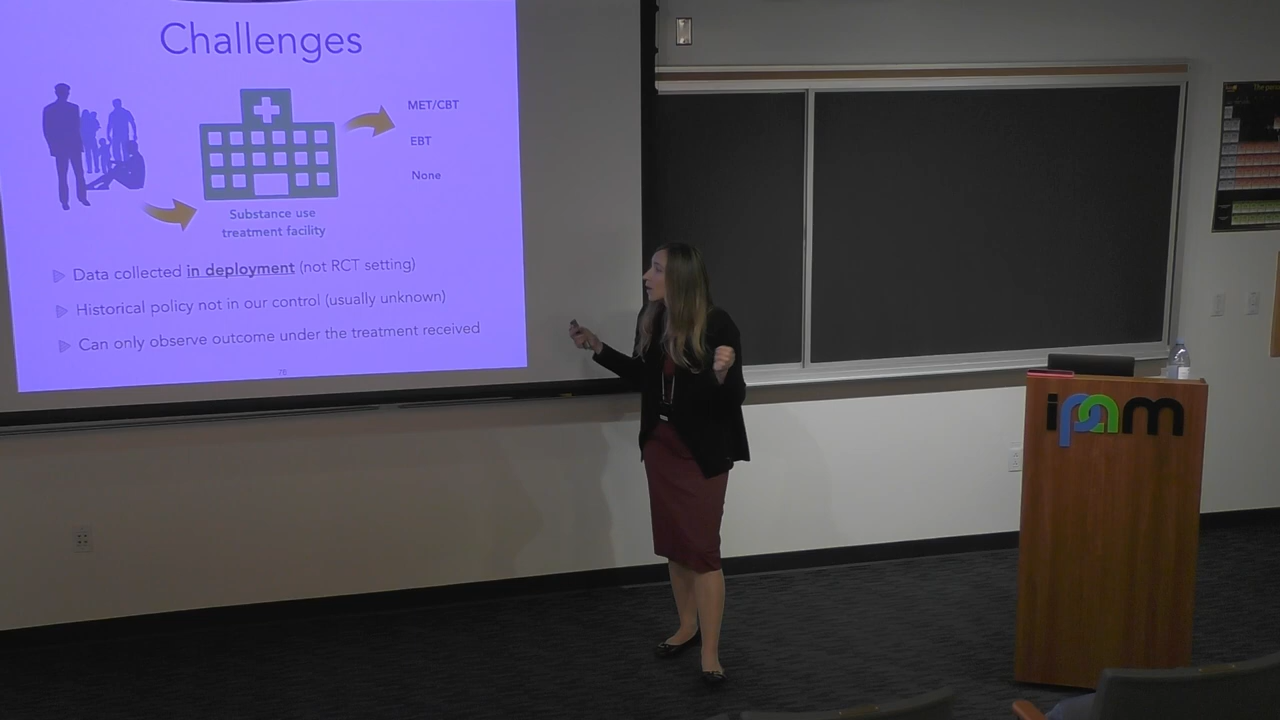 Challenges
MET/CBT
EBT
None
Substance use
treatment facility
Data collected in deployment (not RCT setting)
Historical policy not in our control (usually unknown)
Can only observe outcome under the treatment received
ipam